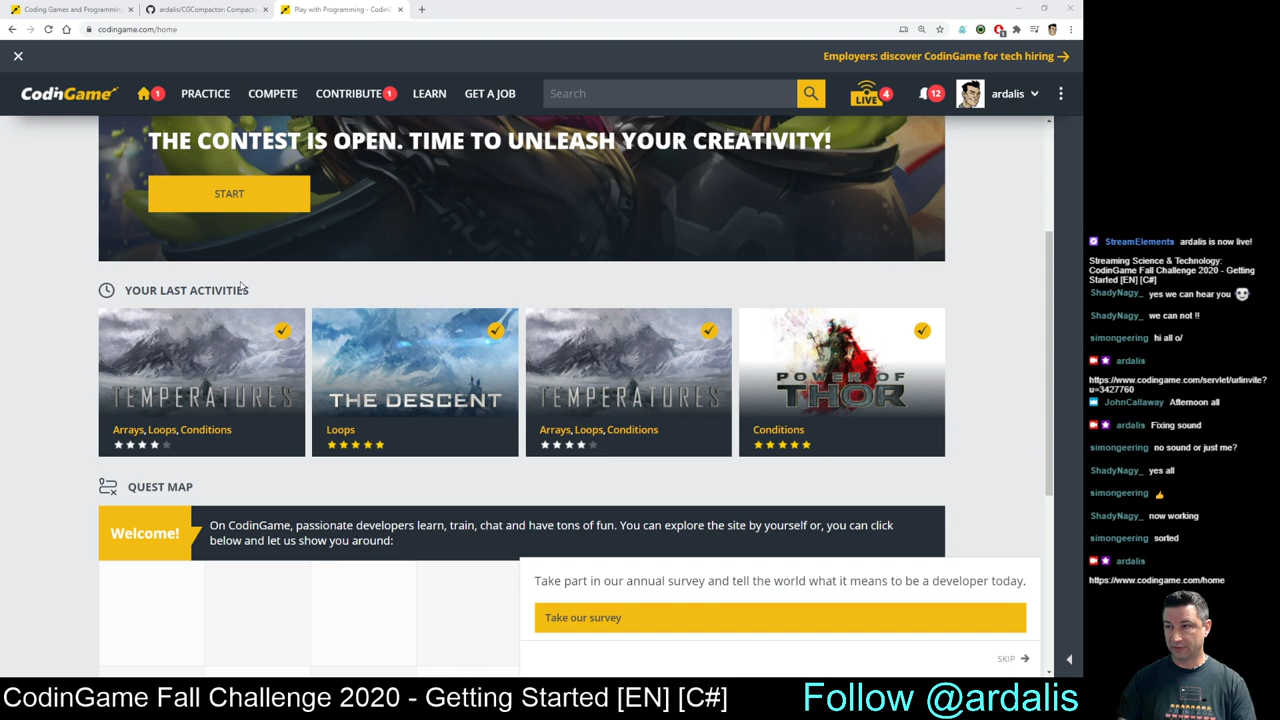 Coding Games and Programming
ardalis/CGCompactor: Compacto
Play with Programming - CodinG
codingame.com/home
Employers: discover CodinGame for tech hiring
CODINGAME
1
PRACTICE
COMPETE
CONTRIBUTE
1
LEARN
GET A JOB
Search
LIVE
4
12
ardalis
THE CONTEST IS OPEN. TIME TO UNLEASH YOUR CREATIVITY!
START
YOUR LAST ACTIVITIES
TEMPERATURES
THE DESCENT
TEMPERATURES
POWER OF
THOR
Arrays, Loops, Conditions
Loops
Arrays, Loops, Conditions
Conditions
QUEST MAP
Welcome!
On CodinGame, passionate developers learn, train, chat and have tons of fun. You can explore the site by yourself or, you can click
below and let us show you around:
Take part in our annual survey and tell the world what it means to be a developer today.
Take our survey
SKIP
StreamElements ardalis is now live!
Streaming Science & Technology:
CodinGame Fall Challenge 2020 - Getting
Started [EN] [C#]
ShadyNagy_ yes we can hear you
ShadyNagy_ we can not !!
simongeering hi all o/
ardalis
https://www.codingame.com/servlet/urlinvite?
u=3427760
JohnCallaway Afternoon all
ardalis Fixing sound
simongeering no sound or just me?
ShadyNagy_ yes all
simongeering
ShadyNagy_ now working
simongeering sorted
ardalis
https://www.codingame.com/home
CodinGame Fall Challenge 2020 - Getting Started [EN] [C#]
Follow @ardalis